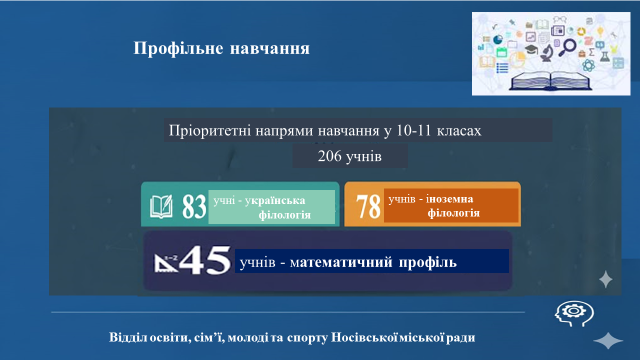 Профільне навчання
Пріоритетні напрями навчання у 10-11 класах
206 учнів
83 учні - українська
філологія
78 учнів - іноземна
філологія
45 учнів - математичний профіль
Відділ освіти, сім’ї, молоді та спорту Носівської міської ради